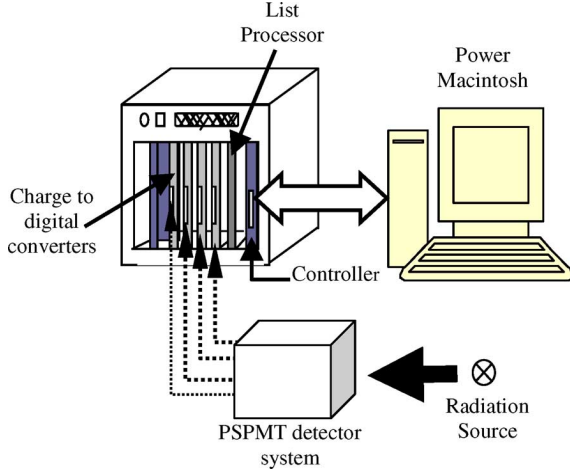 List
Processor
Power
Macintosh
Charge to
digital
converters
Controller
Radiation
Source
PSPMT detector
system